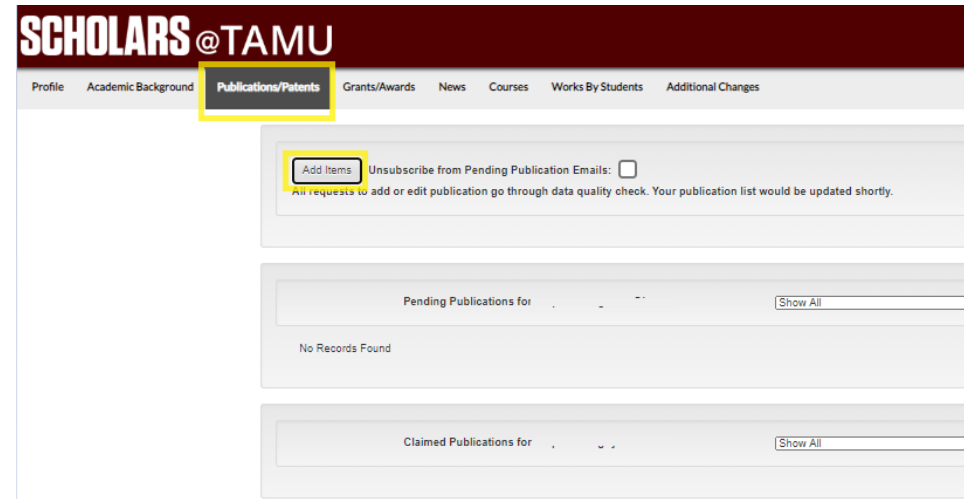 SCHOLARS @TAMU
Profile Academic Background Publications/Patents Grants/Awards News Courses Works By Students Additional Changes
Add Items Unsubscribe from Pending Publication Emails:
All requests to add or edit publication go through data quality check. Your publication list would be updated shortly.
Pending Publications for Show All
No Records Found
Claimed Publications for Show All